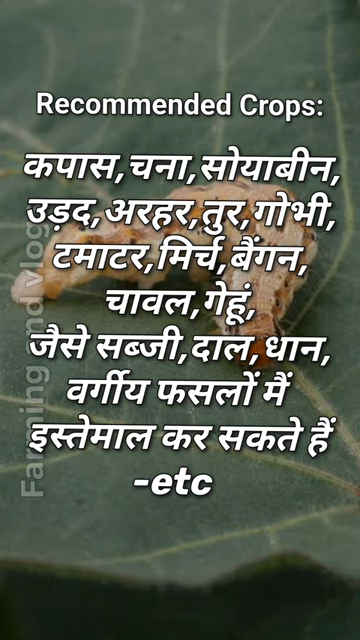 Recommended Crops:
कपास,चना,सोयाबीन,
उड़द,अरहर,तुर,गोभी,
टमाटर,मिर्च,बैंगन,
चावल,गेहूं,
जैसे सब्जी,दाल,धान,
वर्गीय फसलों मैं
इस्तेमाल कर सकते हैं
-etc
Farming and vlog